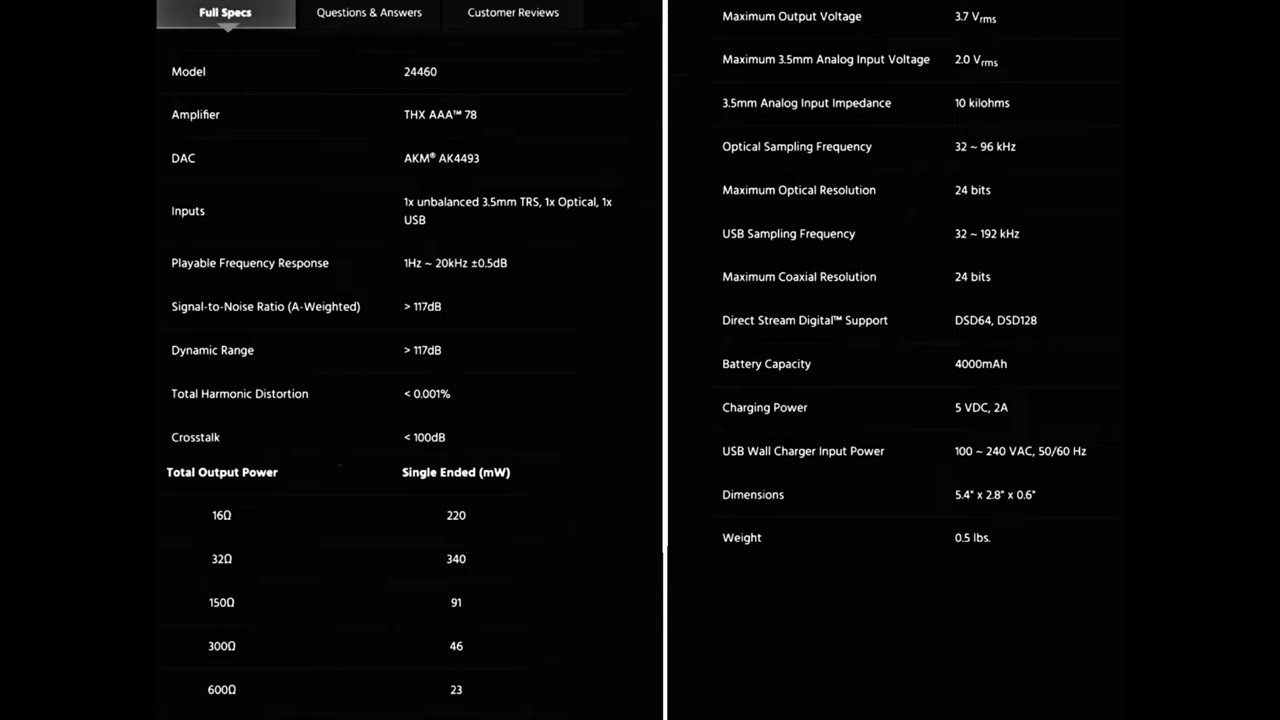 Full Specs Questions & Answers Customer Reviews
Model 24460
Amplifier THX AAA™ 78
DAC AKM® AK4493
Inputs 1x unbalanced 3.5mm TRS, 1x Optical, 1x
USB
Playable Frequency Response 1Hz ~ 20kHz ±0.5dB
Signal-to-Noise Ratio (A-Weighted) > 117dB
Dynamic Range > 117dB
Total Harmonic Distortion < 0.001%
Crosstalk < 100dB
Total Output Power Single Ended (mW)
16Ω 220
32Ω 340
150Ω 91
300Ω 46
600Ω 23
Maximum Output Voltage 3.7 Vrms
Maximum 3.5mm Analog Input Voltage 2.0 Vrms
3.5mm Analog Input Impedance 10 kilohms
Optical Sampling Frequency 32 ~ 96 kHz
Maximum Optical Resolution 24 bits
USB Sampling Frequency 32 ~ 192 kHz
Maximum Coaxial Resolution 24 bits
Direct Stream Digital™ Support DSD64, DSD128
Battery Capacity 4000mAh
Charging Power 5 VDC, 2A
USB Wall Charger Input Power 100 ~ 240 VAC, 50/60 Hz
Dimensions 5.4" x 2.8" x 0.6"
Weight 0.5 lbs.